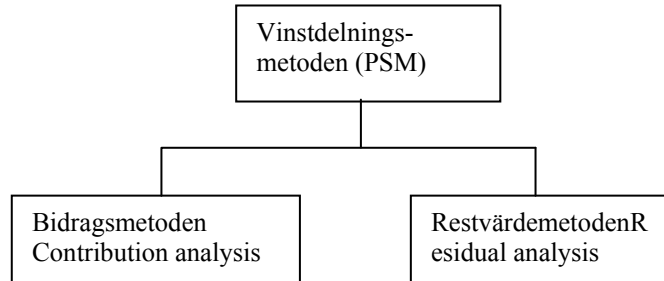 Vinstdelnings-
metoden (PSM)
Bidragsmetoden
Contribution analysis
RestvärdemetodenR
esidual analysis